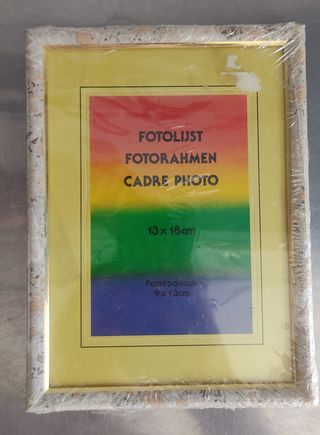 FOTOLIJST
FOTORAHMEN
CADRE PHOTO
13 x 18 cm
Passepartout
9 x 13 cm